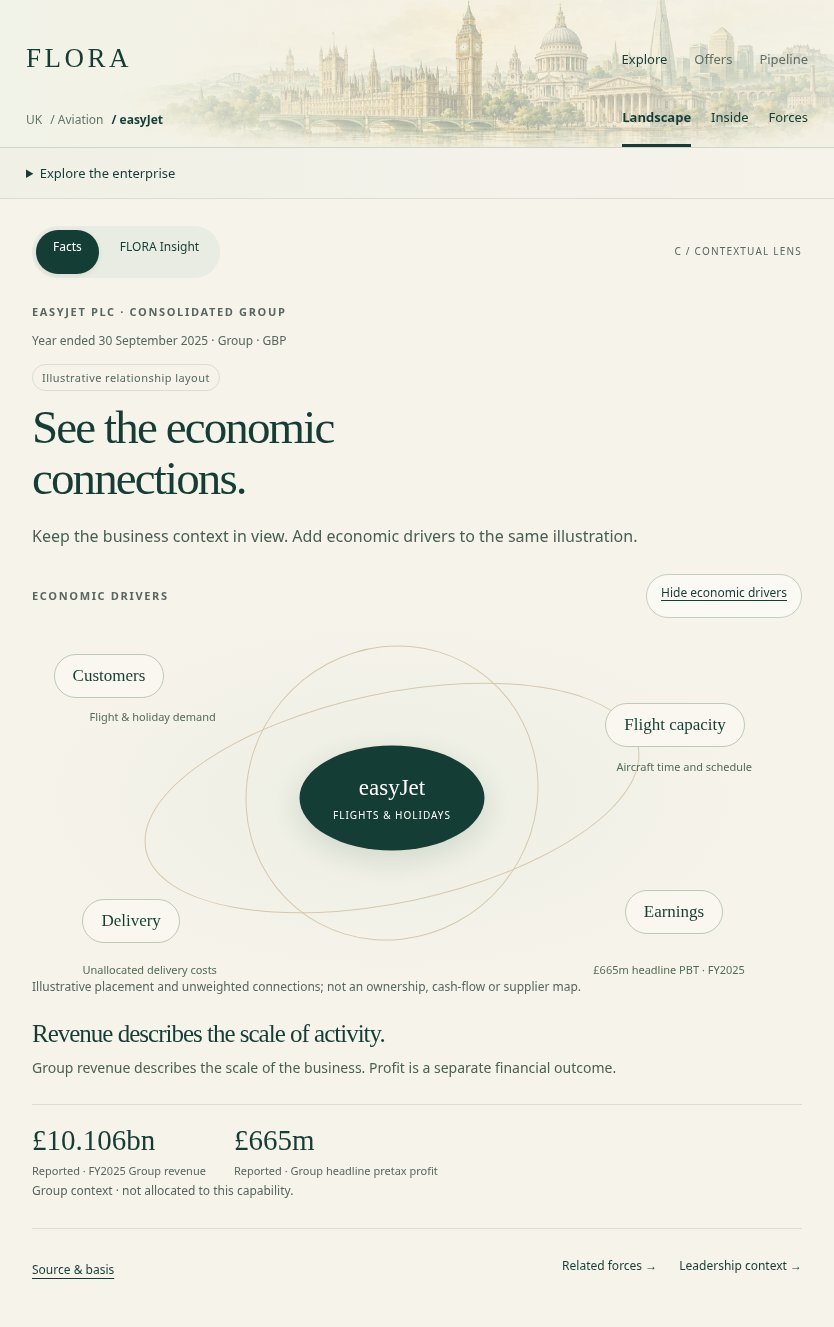 FLORA
Explore Offers Pipeline
UK / Aviation / easyJet
Landscape Inside Forces
▶ Explore the enterprise
Facts FLORA Insight
C / CONTEXTUAL LENS
EASYJET PLC · CONSOLIDATED GROUP
Year ended 30 September 2025 · Group · GBP
Illustrative relationship layout
See the economic
connections.
Keep the business context in view. Add economic drivers to the same illustration.
ECONOMIC DRIVERS
Hide economic drivers
Customers
Flight & holiday demand
Flight capacity
Aircraft time and schedule
easyJet
FLIGHTS & HOLIDAYS
Delivery
Unallocated delivery costs
Earnings
£665m headline PBT · FY2025
Illustrative placement and unweighted connections; not an ownership, cash-flow or supplier map.
Revenue describes the scale of activity.
Group revenue describes the scale of the business. Profit is a separate financial outcome.
£10.106bn £665m
Reported · FY2025 Group revenue Reported · Group headline pretax profit
Group context · not allocated to this capability.
Source & basis
Related forces → Leadership context →